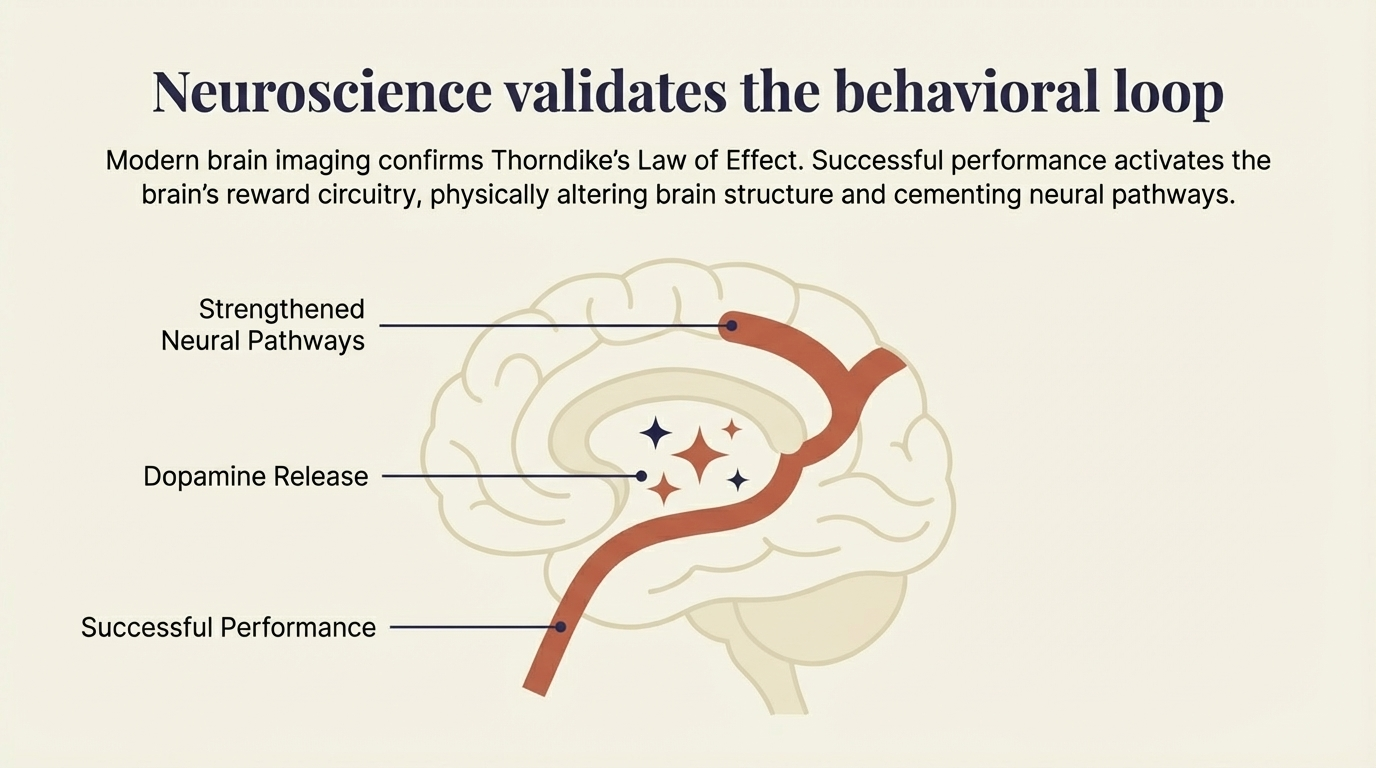 Neuroscience validates the behavioral loop
Modern brain imaging confirms Thorndike’s Law of Effect. Successful performance activates the
brain’s reward circuitry, physically altering brain structure and cementing neural pathways.
Strengthened
Neural Pathways
Dopamine Release
Successful Performance